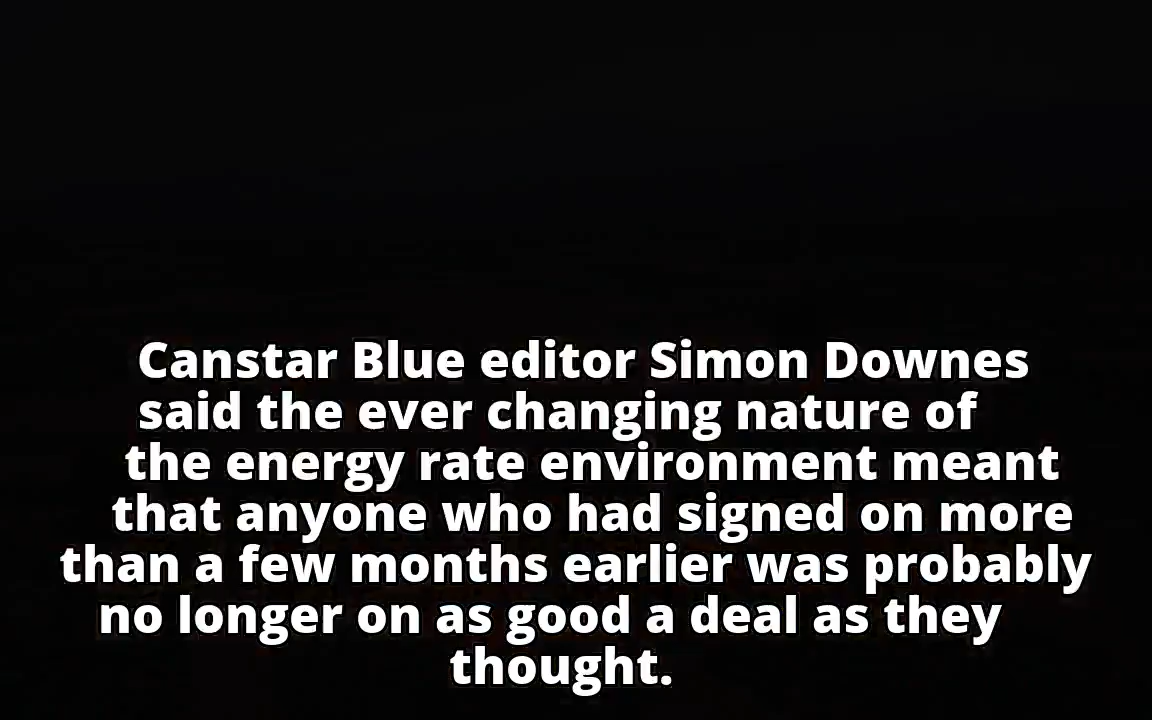 Canstar Blue editor Simon Downes
said the ever changing nature of
the energy rate environment meant
that anyone who had signed on more
than a few months earlier was probably
no longer on as good a deal as they
thought.